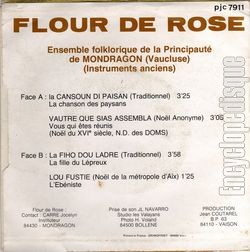 pjc 7911
FLOUR DE ROSE
Ensemble folklorique de la Principauté
de MONDRAGON (Vaucluse)
(Instruments anciens)
Face A : la CANSOUN DI PAISAN (Traditionnel) 3'25
La chanson des paysans
VAUTRE QUE SIAS ASSEMBLA (Noël Anonyme) 3'05
Vous qui êtes réunis
(Noël du XVIᵉ siècle, N.D. des DOMS)
Face B : La FIHO DOU LADRE (Traditionnel) 3'58
La fille du Lépreux
LOU FUSTIE (Noël de la métropole d'Aix) 1'25
L'Ebéniste
Flour de Rose :
Contact : CARRE Jocelyn
Instituteur
84430 - MONDRAGON
Prise de son JL NAVARRO
Studio les Valayans
Photo H. Voland
84500 BOLLENE
PRODUCTION
Jean COUTAREL
B.P. 63
84110 - VAISON